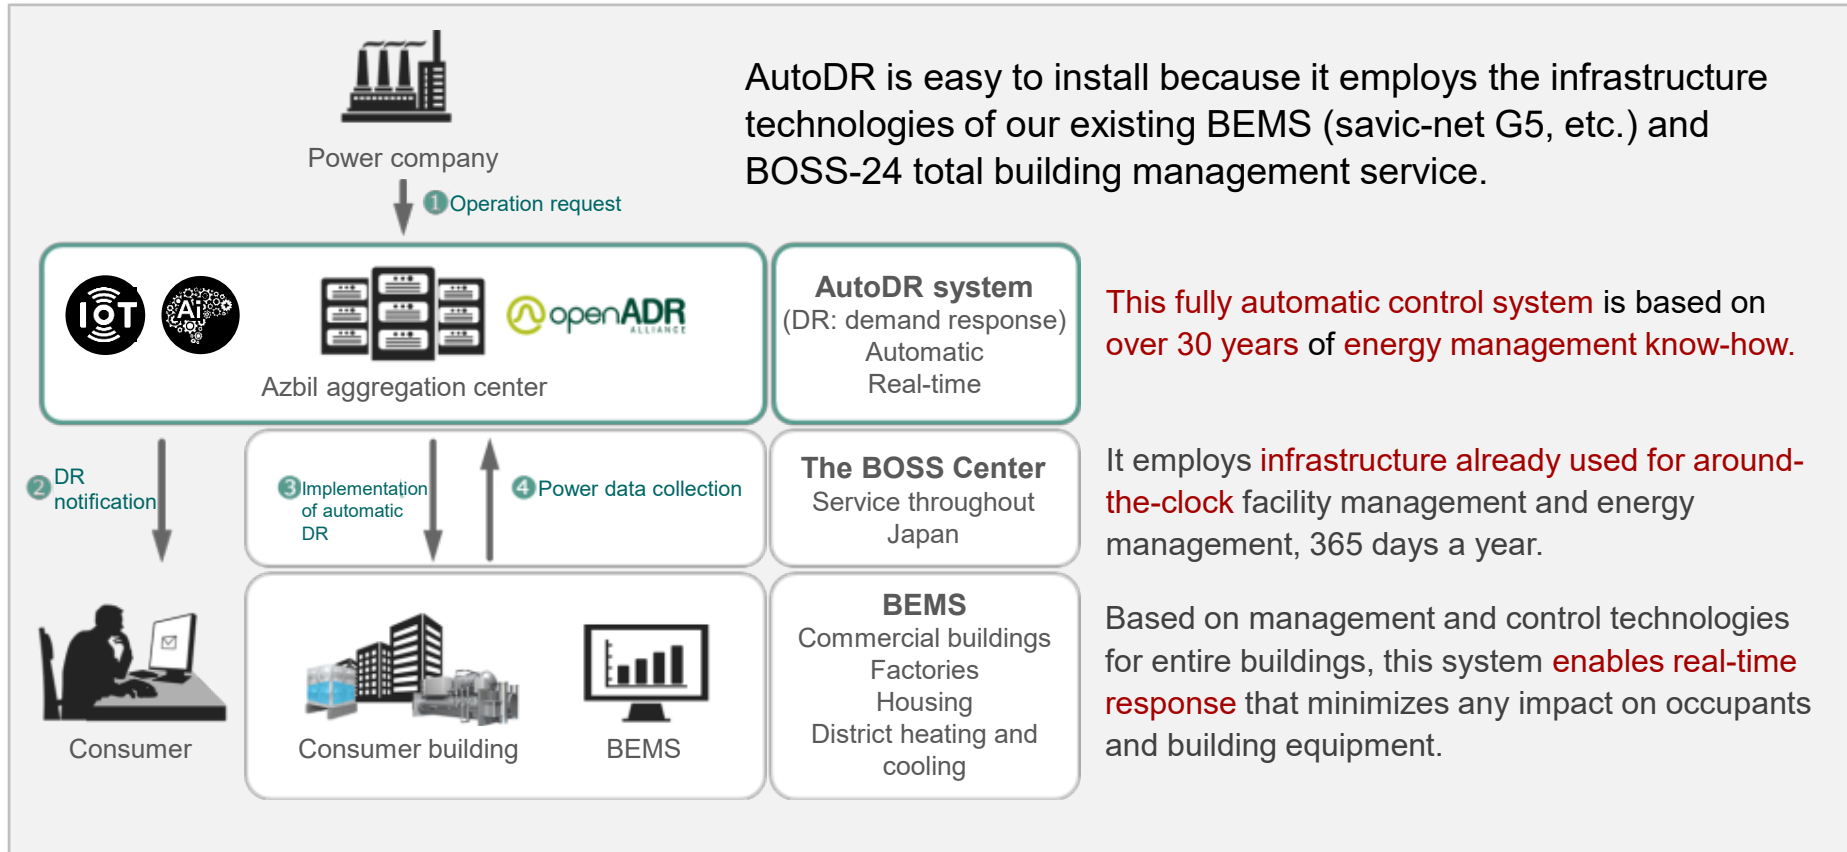 AutoDR is easy to install because it employs the infrastructure
technologies of our existing BEMS (savic-net G5, etc.) and
BOSS-24 total building management service.
Power company
1 Operation request
IoT
Ai
openADR
ALLIANCE
Azbil aggregation center
AutoDR system
(DR: demand response)
Automatic
Real-time
This fully automatic control system is based on
over 30 years of energy management know-how.
2 DR
notification
3 Implementation
of automatic
DR
4 Power data collection
The BOSS Center
Service throughout
Japan
It employs infrastructure already used for around-
the-clock facility management and energy
management, 365 days a year.
Consumer
Consumer building
BEMS
BEMS
Commercial buildings
Factories
Housing
District heating and
cooling
Based on management and control technologies
for entire buildings, this system enables real-time
response that minimizes any impact on occupants
and building equipment.